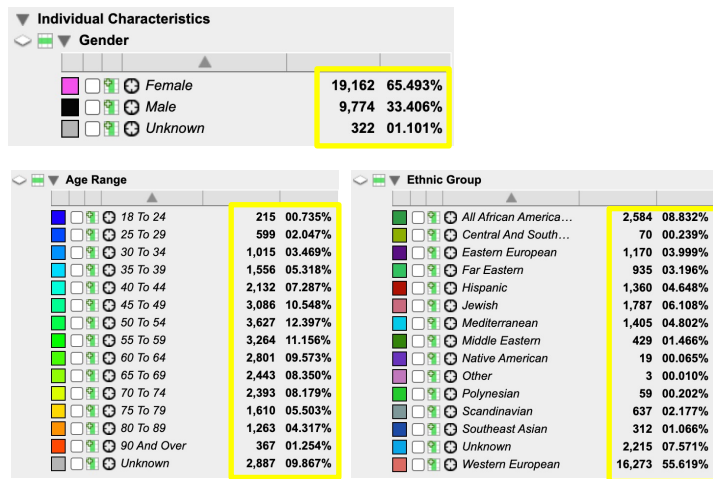 Individual Characteristics
Gender
Female 19,162 65.493%
Male 9,774 33.406%
Unknown 322 01.101%
Age Range
18 To 24 215 00.735%
25 To 29 599 02.047%
30 To 34 1,015 03.469%
35 To 39 1,556 05.318%
40 To 44 2,132 07.287%
45 To 49 3,086 10.548%
50 To 54 3,627 12.397%
55 To 59 3,264 11.156%
60 To 64 2,801 09.573%
65 To 69 2,443 08.350%
70 To 74 2,393 08.179%
75 To 79 1,610 05.503%
80 To 89 1,263 04.317%
90 And Over 367 01.254%
Unknown 2,887 09.867%
Ethnic Group
All African America... 2,584 08.832%
Central And South... 70 00.239%
Eastern European 1,170 03.999%
Far Eastern 935 03.196%
Hispanic 1,360 04.648%
Jewish 1,787 06.108%
Mediterranean 1,405 04.802%
Middle Eastern 429 01.466%
Native American 19 00.065%
Other 3 00.010%
Polynesian 59 00.202%
Scandinavian 637 02.177%
Southeast Asian 312 01.066%
Unknown 2,215 07.571%
Western European 16,273 55.619%